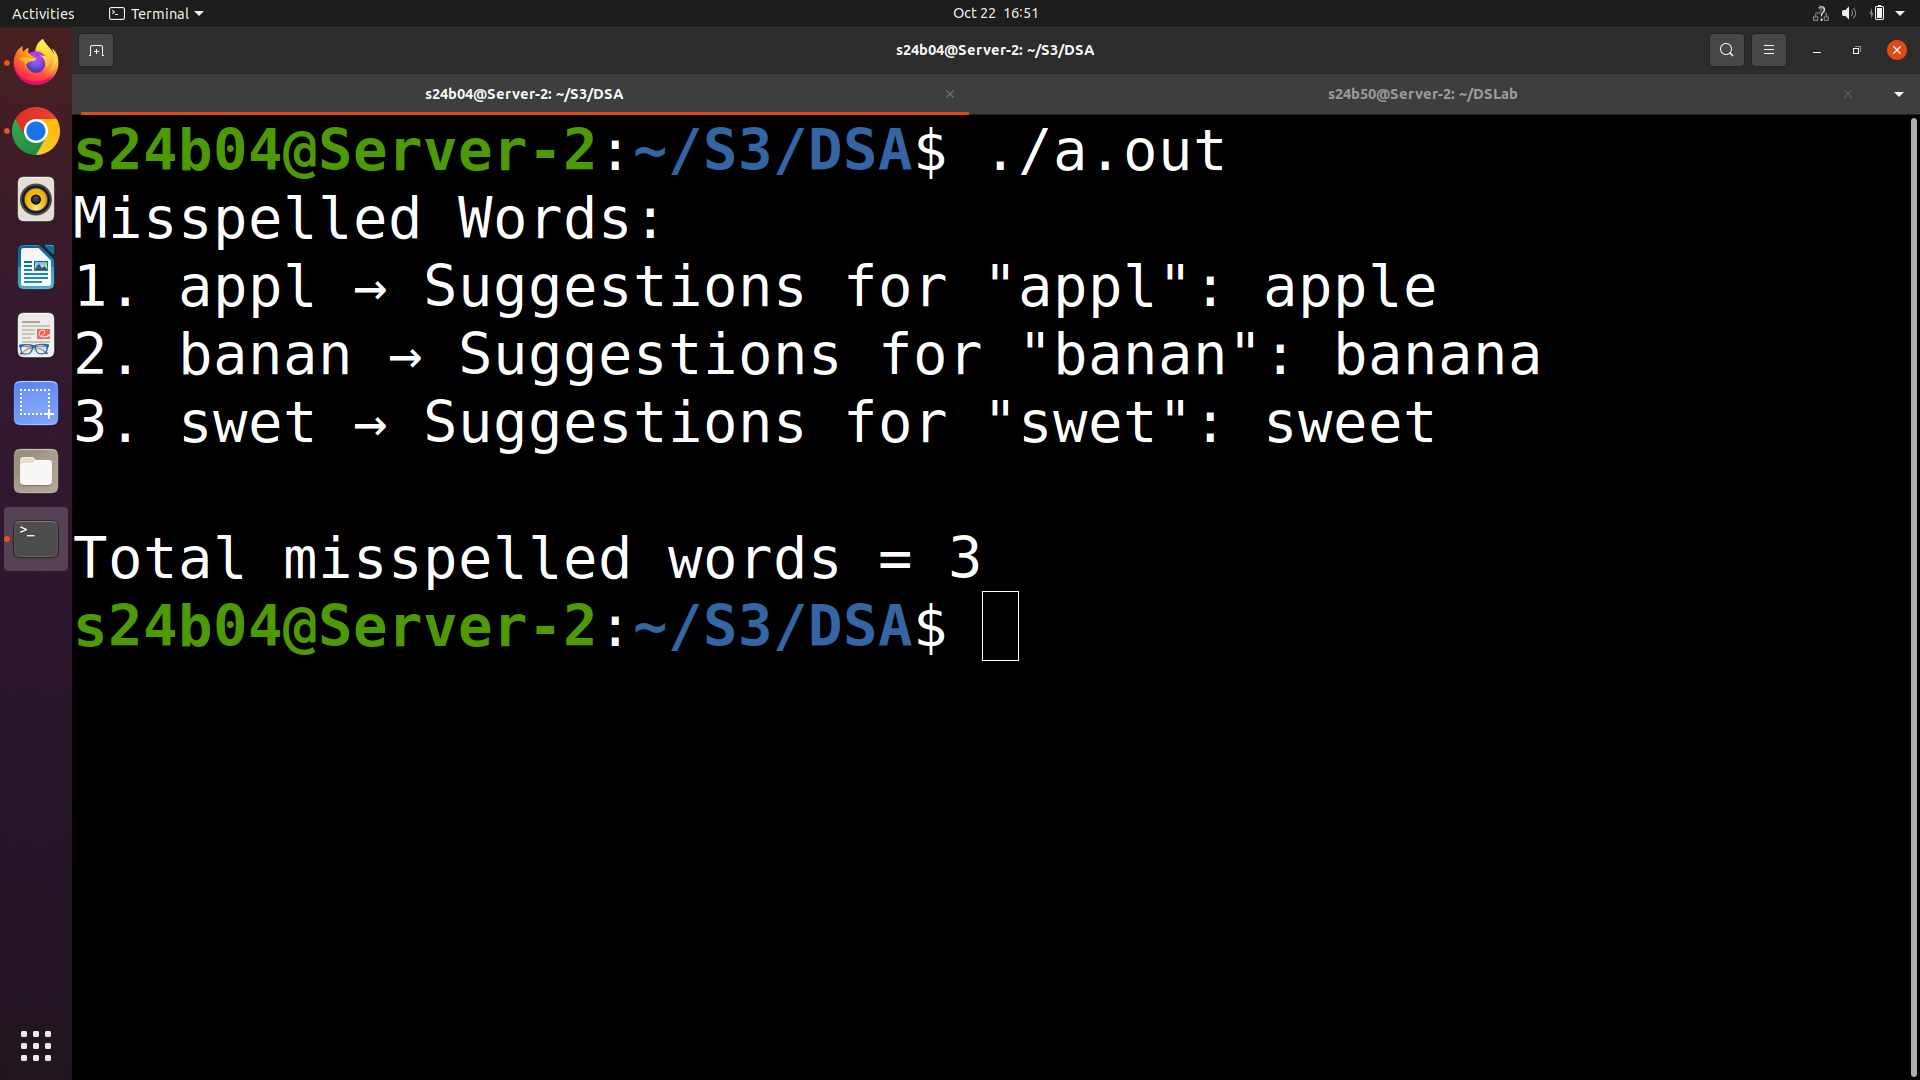 Activities Terminal Oct 22 16:51
s24b04@Server-2: ~/S3/DSA
s24b04@Server-2: ~/S3/DSA s24b50@Server-2: ~/DSLab
s24b04@Server-2:~/S3/DSA$ ./a.out
Misspelled Words:
1. appl → Suggestions for "appl": apple
2. banan → Suggestions for "banan": banana
3. swet → Suggestions for "swet": sweet
Total misspelled words = 3
s24b04@Server-2:~/S3/DSA$